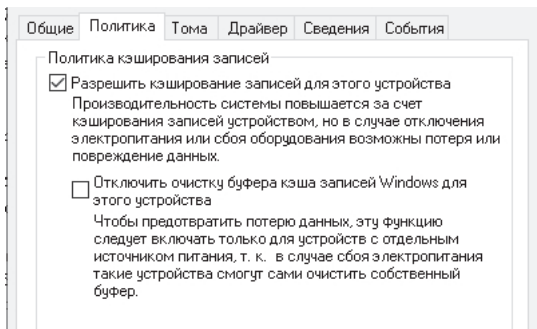 Общие Политика Тома Драйвер Сведения События
Политика кэширования записей
Разрешить кэширование записей для этого устройства
Производительность системы повышается за счет
кэширования записей устройством, но в случае отключения
электропитания или сбоя оборудования возможны потеря или
повреждение данных.
Отключить очистку буфера кэша записей Windows для
этого устройства
Чтобы предотвратить потерю данных, эту функцию
следует включать только для устройств с отдельным
источником питания, т. к. в случае сбоя электропитания
такие устройства смогут сами очистить собственный
буфер.